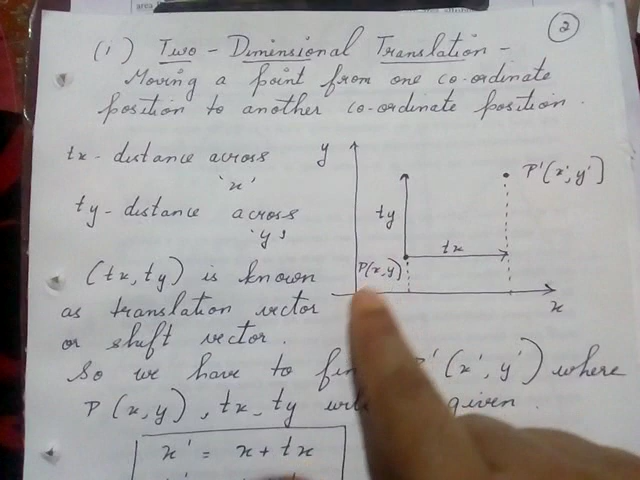 2
(1) Two - Dimensional Translation -
Moving a point from one co-ordinate
position to another co-ordinate position.
tx - distance across
'x'
ty - distance across
'y'
y
P'(x', y')
ty
tx
P(x, y)
x
(tx, ty) is known
as translation vector
or shift vector.
So we have to P'(x', y') where
P (x, y), tx, ty given.
x' = x + tx